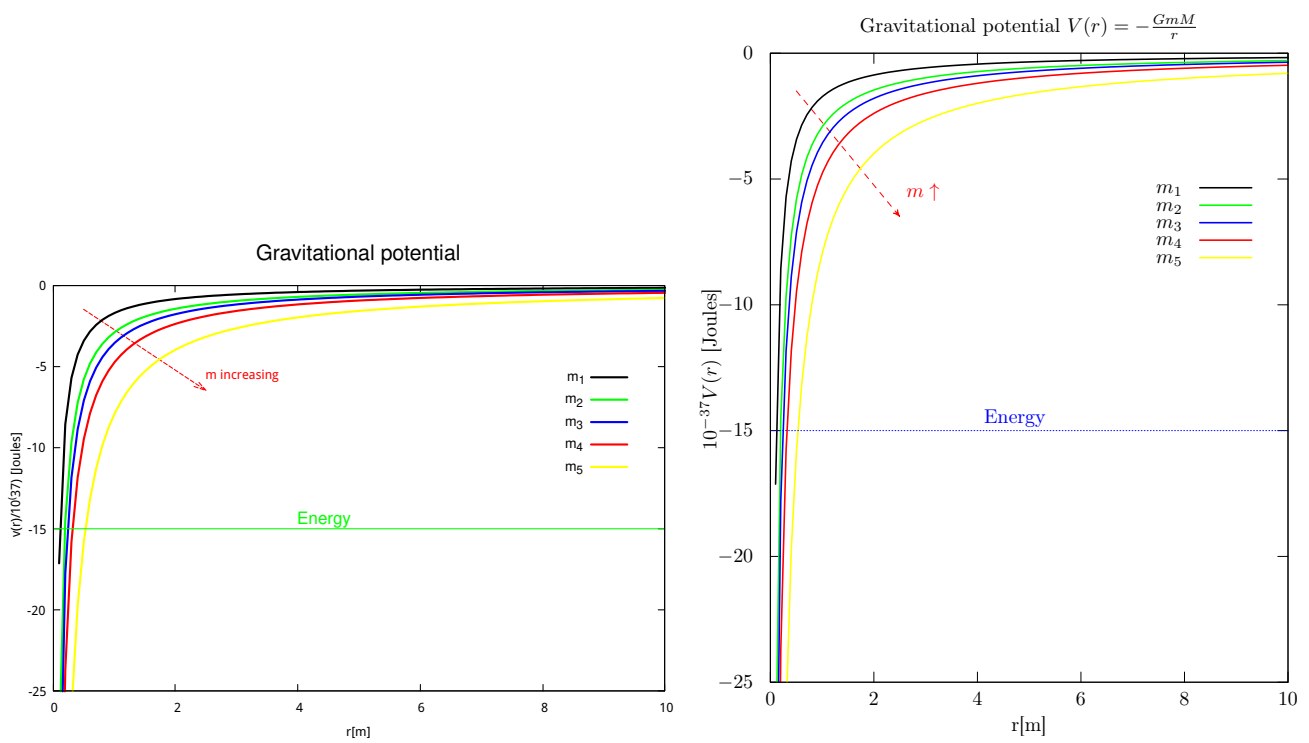 Gravitational potential
0
-5
-10
-15
-20
-25
v(r)/10⁽37) [Joules]
m increasing
m₁
m₂
m₃
m₄
m₅
Energy
0
2
4
6
8
10
r[m]
Gravitational potential V(r) = −GmM/r
0
−5
−10
−15
−20
−25
10⁻³⁷V(r) [Joules]
m ↑
m₁
m₂
m₃
m₄
m₅
Energy
0
2
4
6
8
10
r[m]